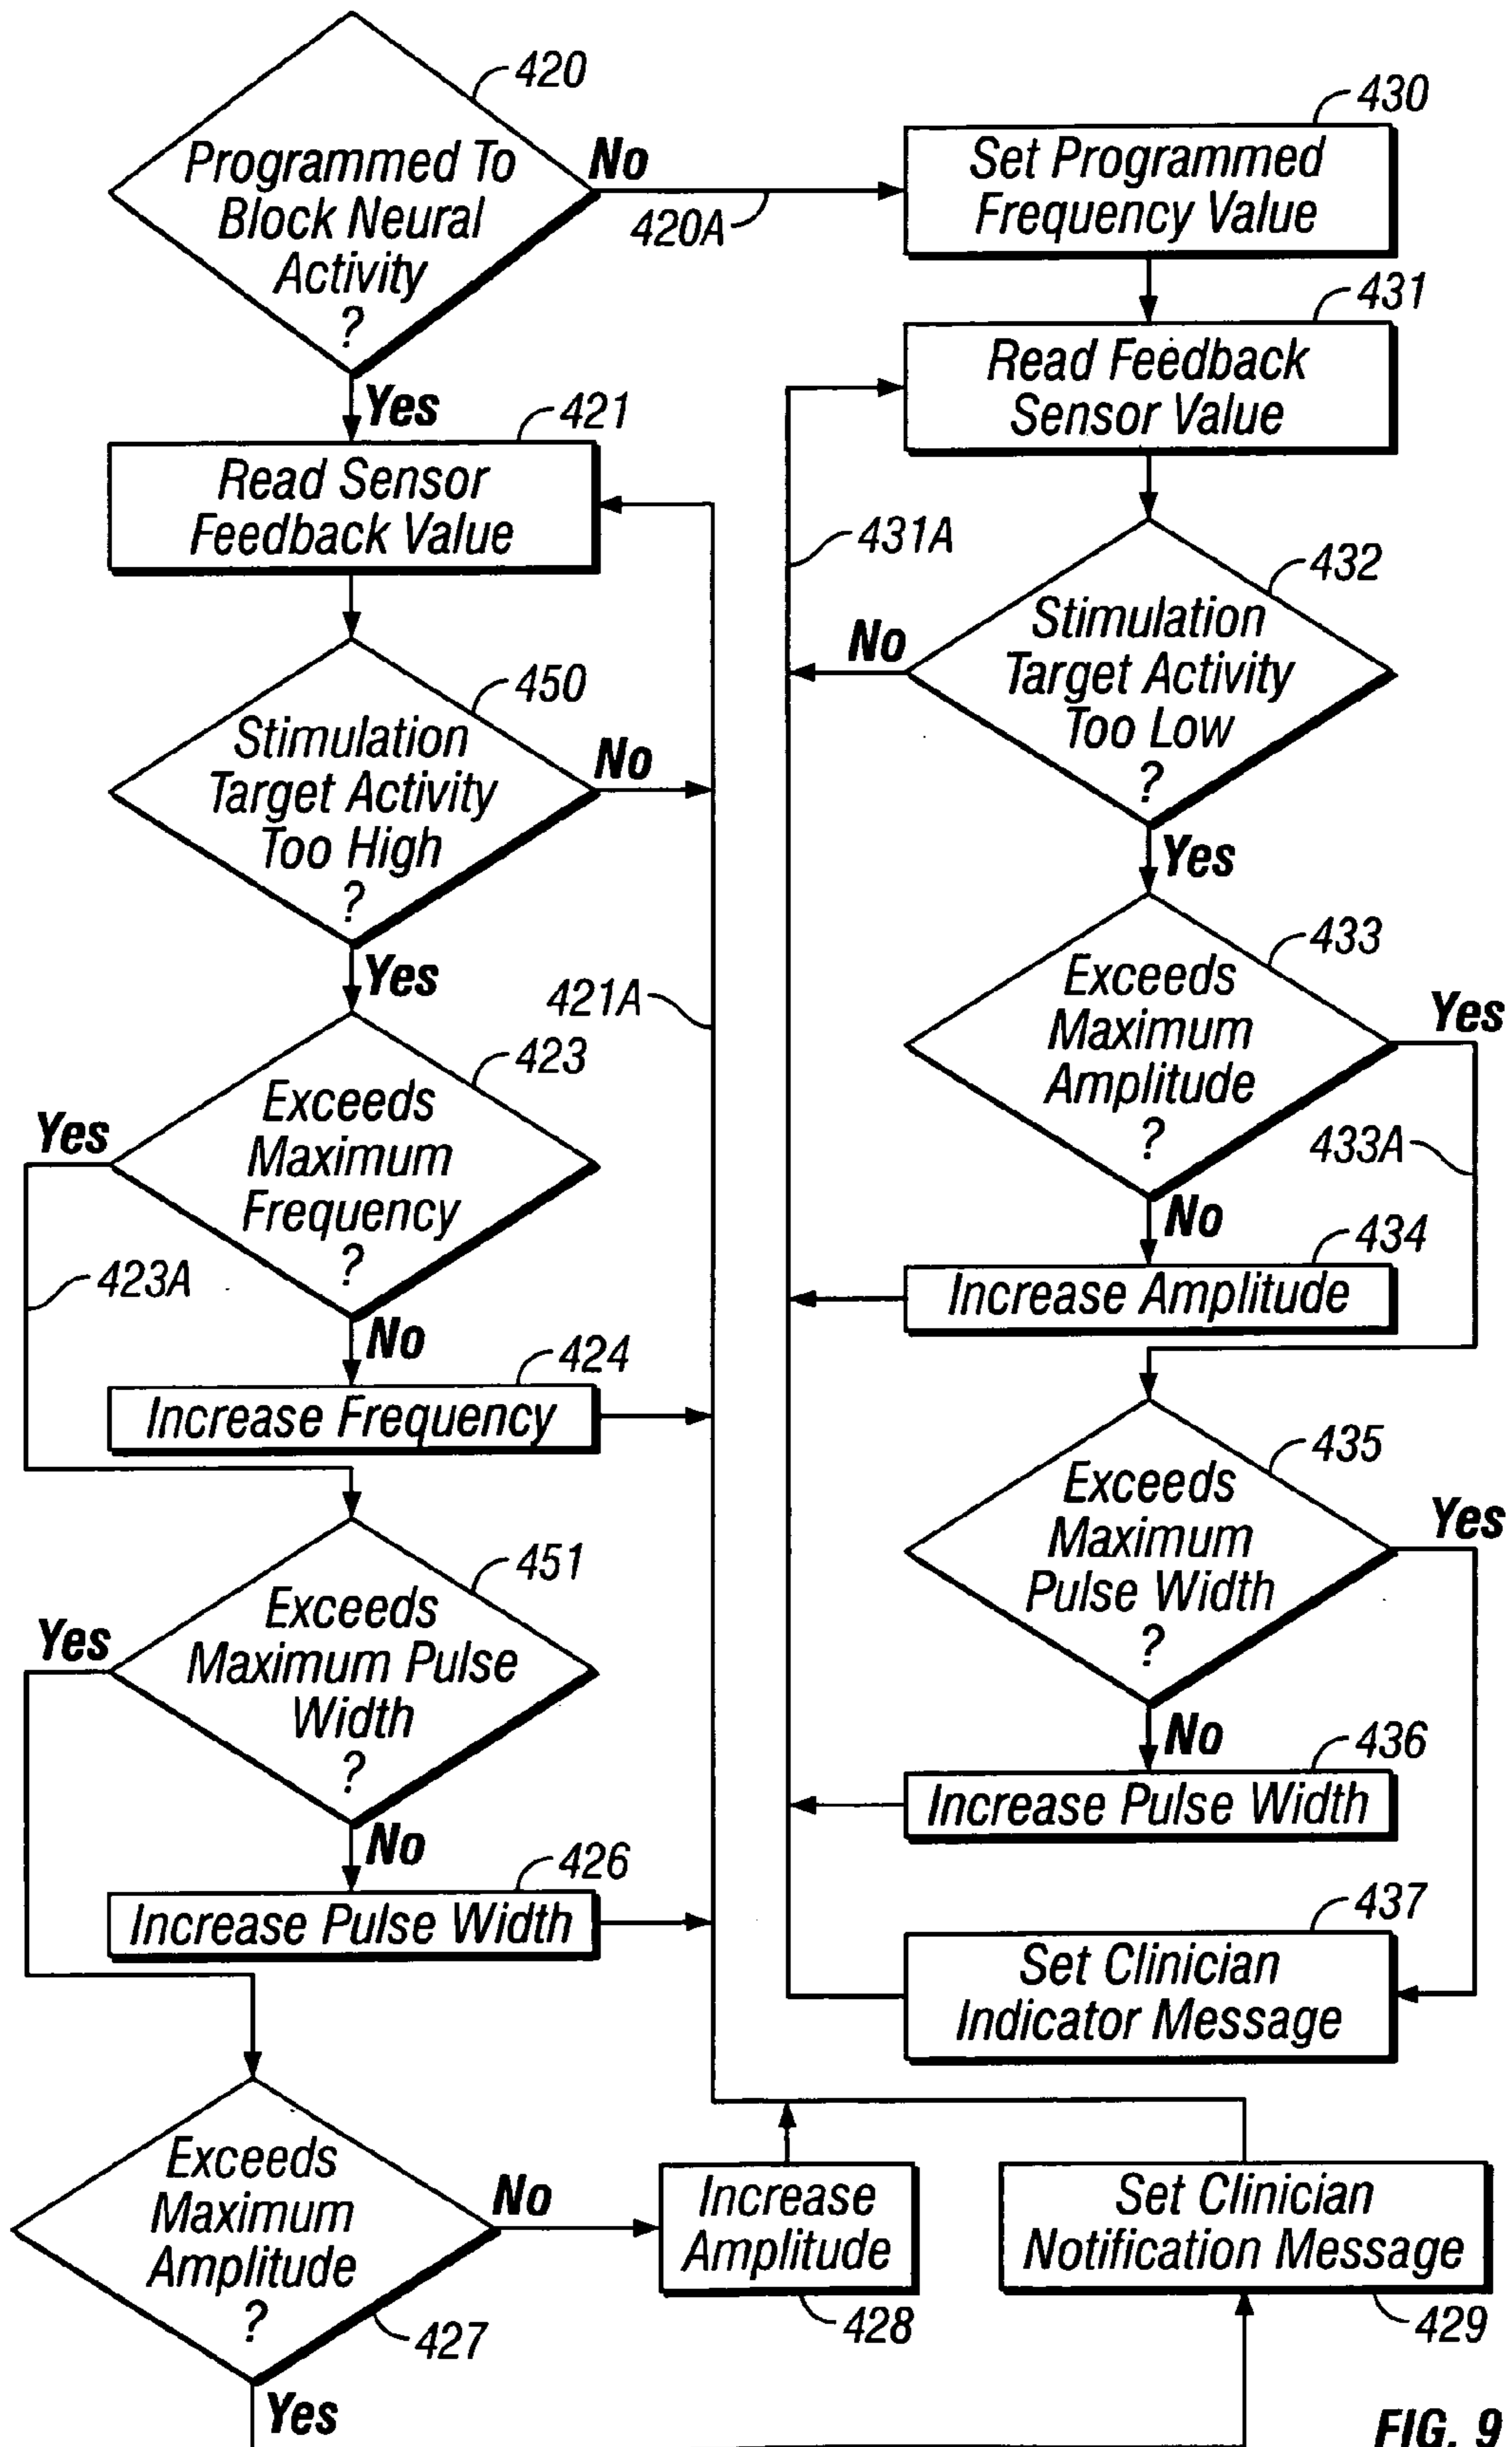 420
Programmed To
Block Neural
Activity
?
No
420A
Yes
421
Read Sensor
Feedback Value
450
Stimulation
Target Activity
Too High
?
No
Yes
421A
423
Exceeds
Maximum
Frequency
?
Yes
423A
No
424
Increase Frequency
451
Exceeds
Maximum Pulse
Width
?
Yes
No
426
Increase Pulse Width
Exceeds
Maximum
Amplitude
?
427
No
Yes
Increase
Amplitude
428
Set Clinician
Notification Message
429
430
Set Programmed
Frequency Value
431
Read Feedback
Sensor Value
431A
432
Stimulation
Target Activity
Too Low
?
No
Yes
433
Exceeds
Maximum
Amplitude
?
Yes
433A
No
434
Increase Amplitude
435
Exceeds
Maximum
Pulse Width
?
Yes
No
436
Increase Pulse Width
437
Set Clinician
Indicator Message
FIG. 9